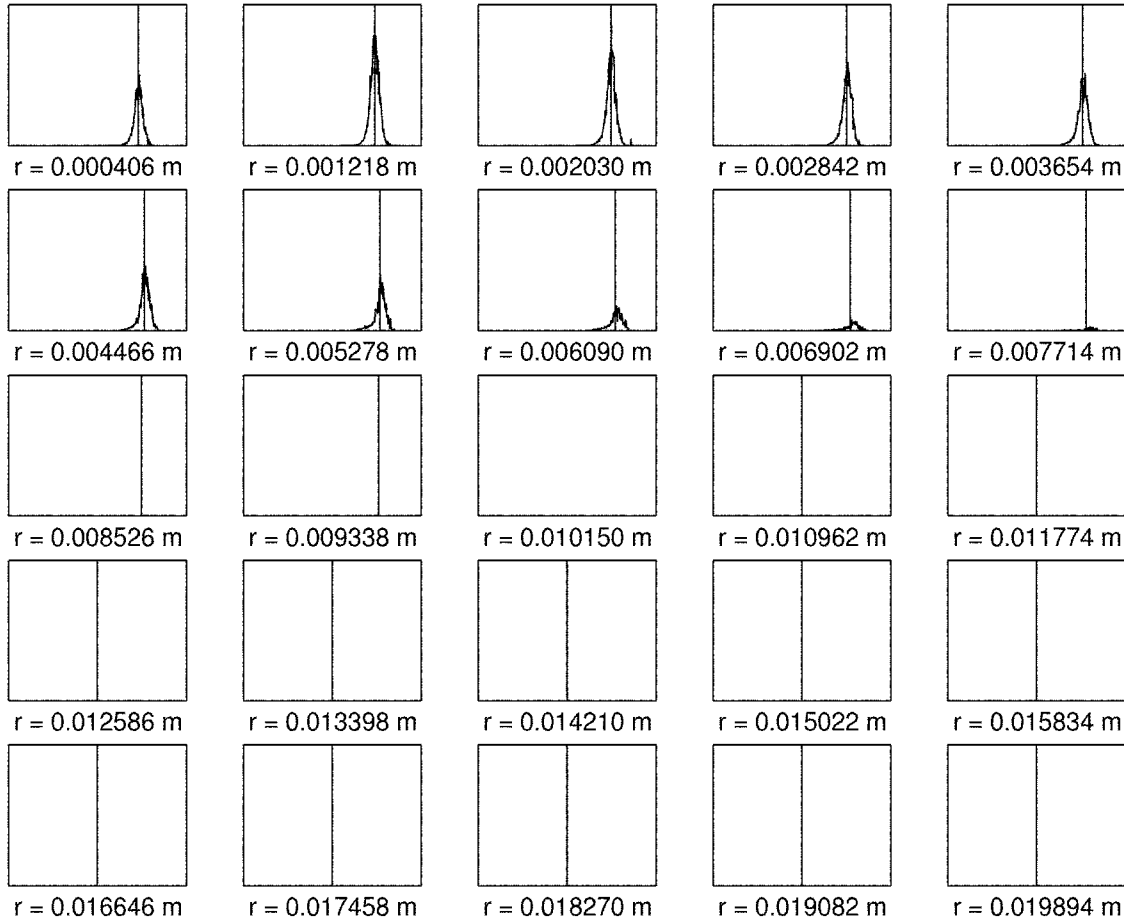 r = 0.000406 m r = 0.001218 m r = 0.002030 m r = 0.002842 m r = 0.003654 m
r = 0.004466 m r = 0.005278 m r = 0.006090 m r = 0.006902 m r = 0.007714 m
r = 0.008526 m r = 0.009338 m r = 0.010150 m r = 0.010962 m r = 0.011774 m
r = 0.012586 m r = 0.013398 m r = 0.014210 m r = 0.015022 m r = 0.015834 m
r = 0.016646 m r = 0.017458 m r = 0.018270 m r = 0.019082 m r = 0.019894 m